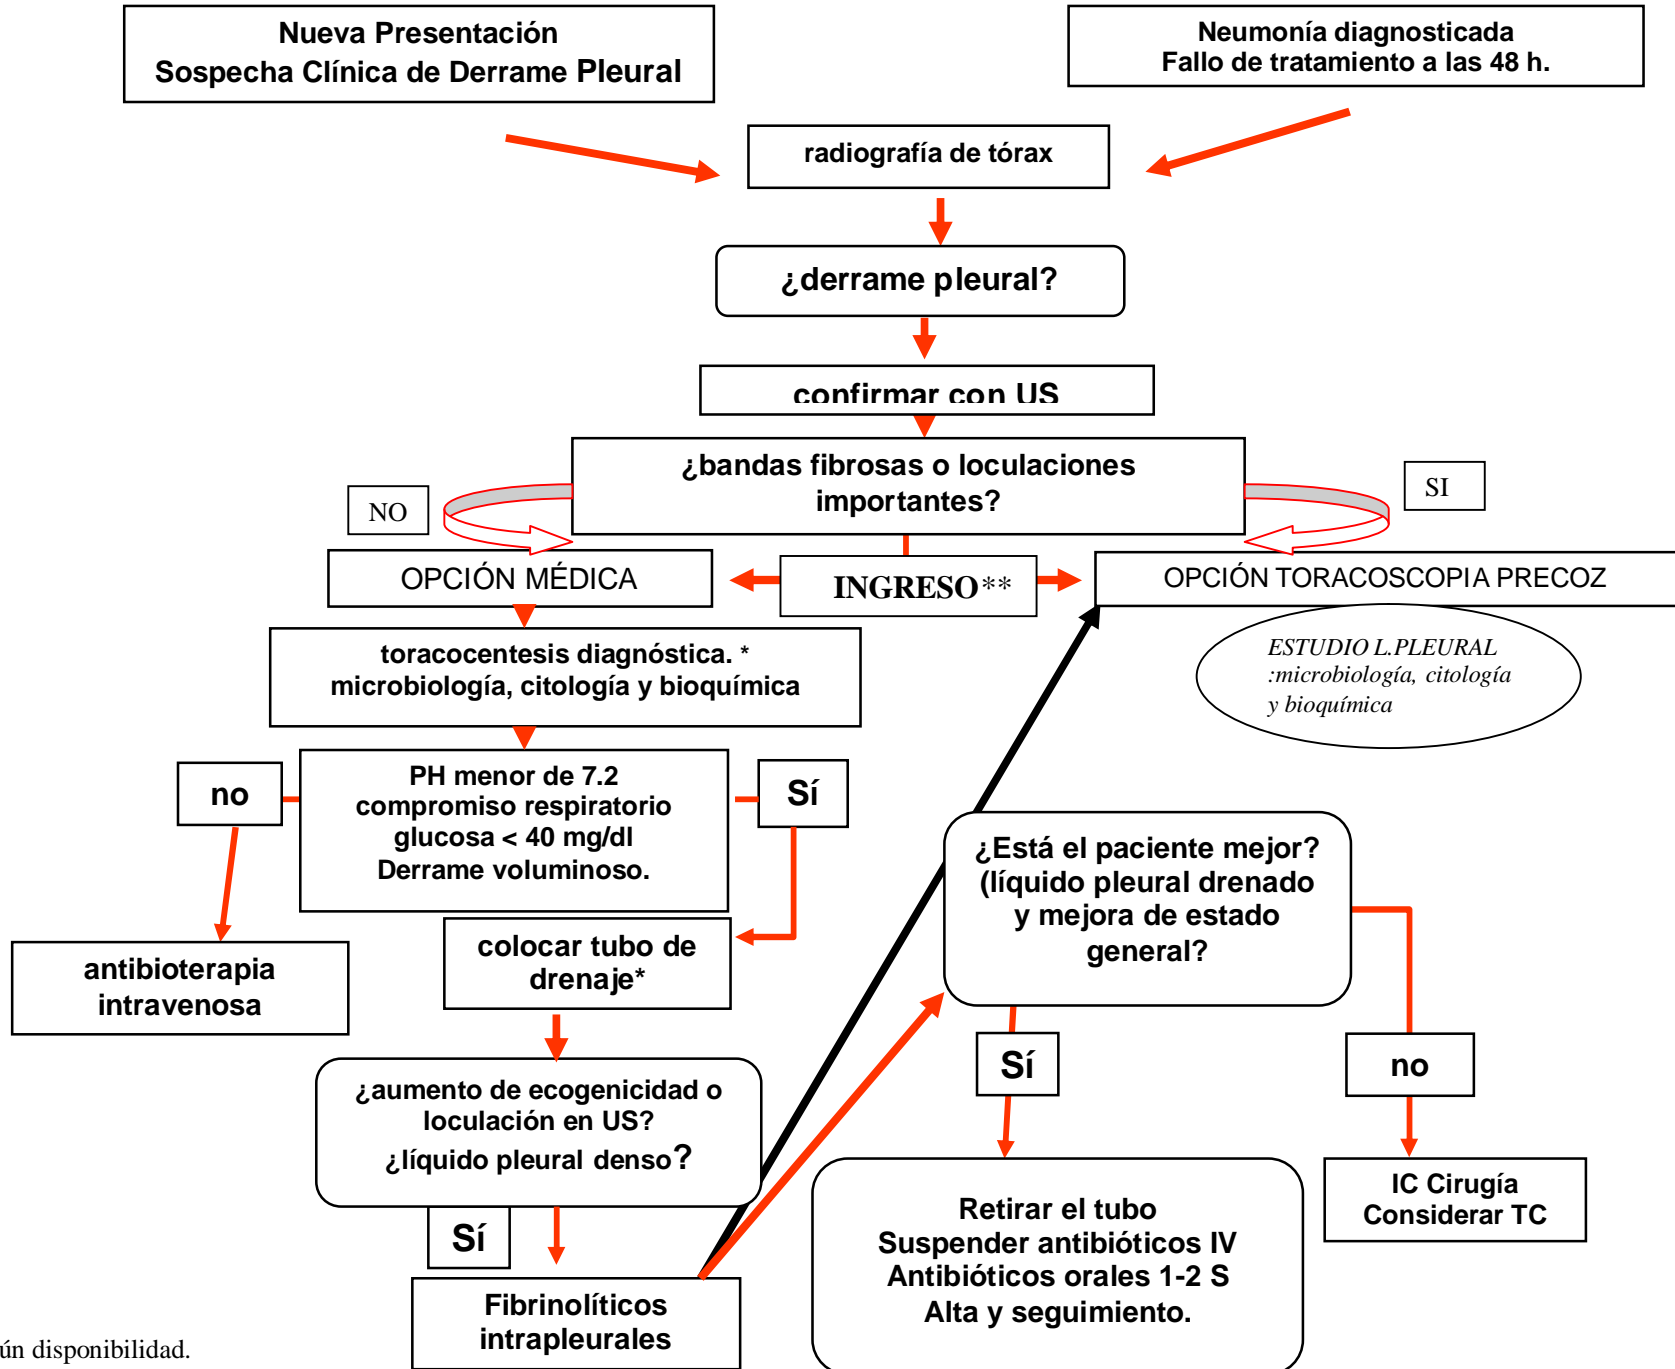 Nueva Presentación
Sospecha Clínica de Derrame Pleural
Neumonía diagnosticada
Fallo de tratamiento a las 48 h.
radiografía de tórax
¿derrame pleural?
confirmar con US
¿bandas fibrosas o loculaciones
importantes?
NO
SI
OPCIÓN MÉDICA
INGRESO**
OPCIÓN TORACOSCOPIA PRECOZ
toracocentesis diagnóstica. *
microbiología, citología y bioquímica
ESTUDIO L.PLEURAL
:microbiología, citología
y bioquímica
no
PH menor de 7.2
compromiso respiratorio
glucosa < 40 mg/dl
Derrame voluminoso.
Sí
¿Está el paciente mejor?
(líquido pleural drenado
y mejora de estado
general?
antibioterapia
intravenosa
colocar tubo de
drenaje*
Sí
no
¿aumento de ecogenicidad o
loculación en US?
¿líquido pleural denso?
Sí
Retirar el tubo
Suspender antibióticos IV
Antibióticos orales 1-2 S
Alta y seguimiento.
IC Cirugía
Considerar TC
Fibrinolíticos
intrapleurales
ún disponibilidad.